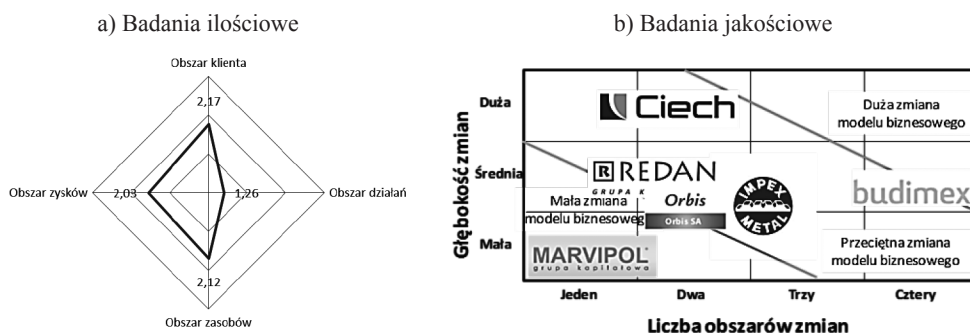 a) Badania ilościowe
Obszar klienta
2,17
Obszar zysków
2,03
1,26
Obszar działań
2,12
Obszar zasobów
b) Badania jakościowe
Głębokość zmian
Duża
Średnia
Mała
Ciech
Duża zmiana
modelu biznesowego
REDAN
GRUPA K
Mała zmiana
modelu biznesoweg
Orbis
Orbis SA
IMPEX
METAL
budimex
MARVIPOL
grupa kapitałowa
Przeciętna zmiana
modelu biznesowego
Jeden
Dwa
Trzy
Cztery
Liczba obszarów zmian